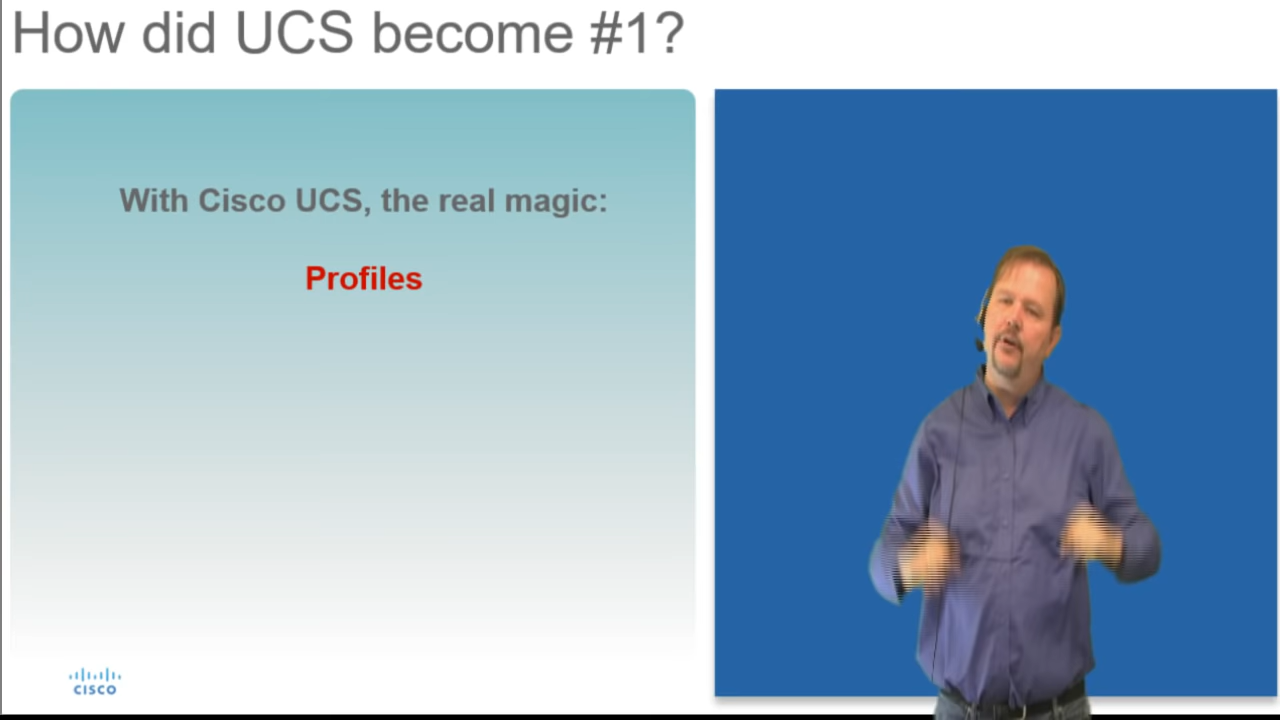 How did UCS become #1?
With Cisco UCS, the real magic:
Profiles
CISCO